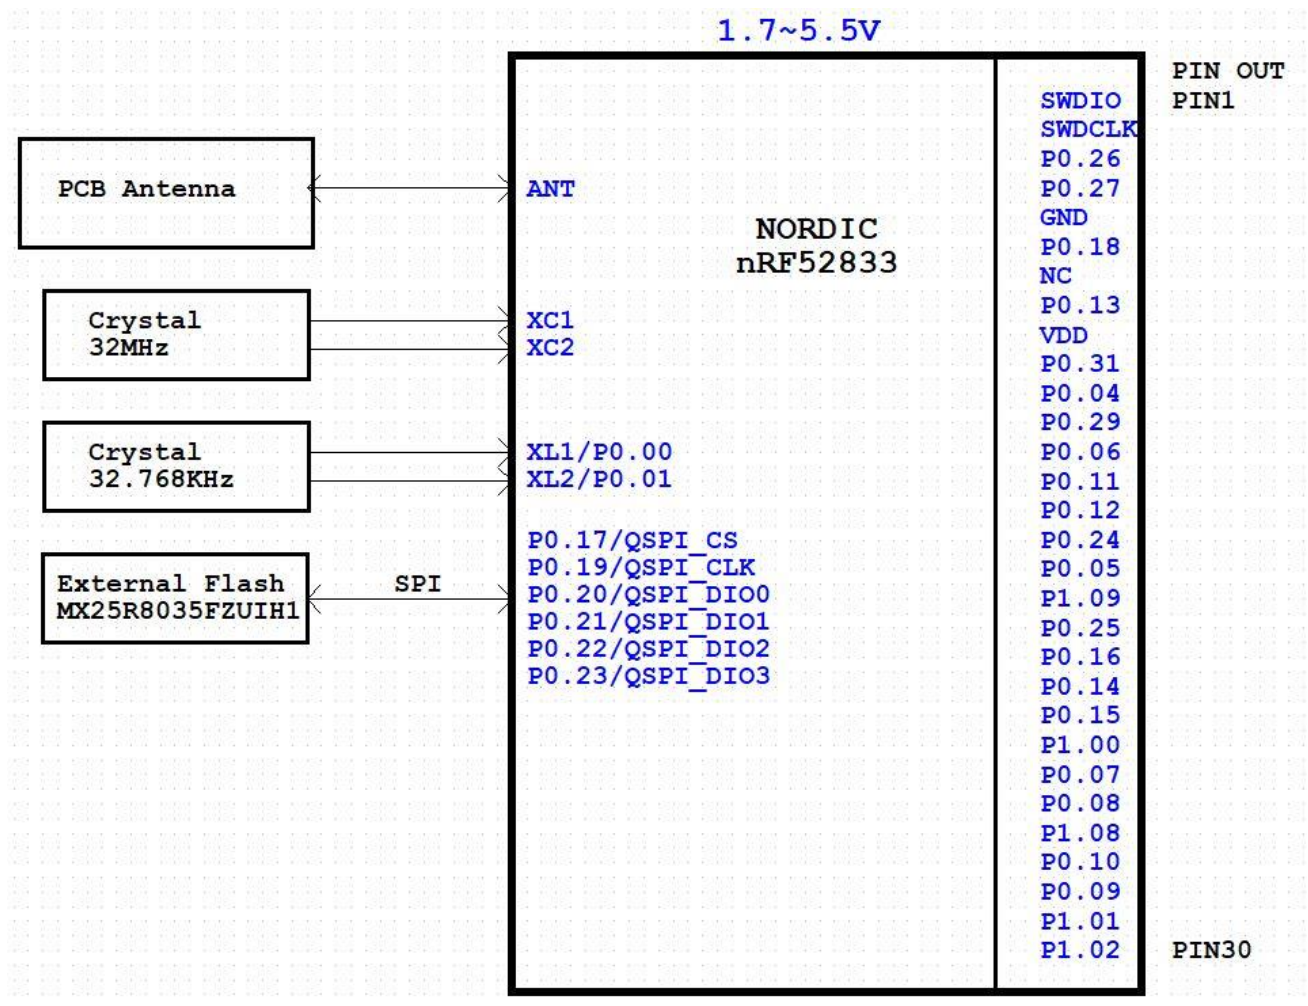 1.7~5.5V
PIN OUT
PIN1
PCB Antenna
ANT
NORDIC
nRF52833
Crystal
32MHz
XC1
XC2
Crystal
32.768KHz
XL1/P0.00
XL2/P0.01
External Flash
MX25R8035FZUIH1
SPI
P0.17/QSPI_CS
P0.19/QSPI_CLK
P0.20/QSPI_DIO0
P0.21/QSPI_DIO1
P0.22/QSPI_DIO2
P0.23/QSPI_DIO3
SWDIO
SWDCLK
P0.26
P0.27
GND
P0.18
NC
P0.13
VDD
P0.31
P0.04
P0.29
P0.06
P0.11
P0.12
P0.24
P0.05
P1.09
P0.25
P0.16
P0.14
P0.15
P1.00
P0.07
P0.08
P1.08
P0.10
P0.09
P1.01
P1.02
PIN30